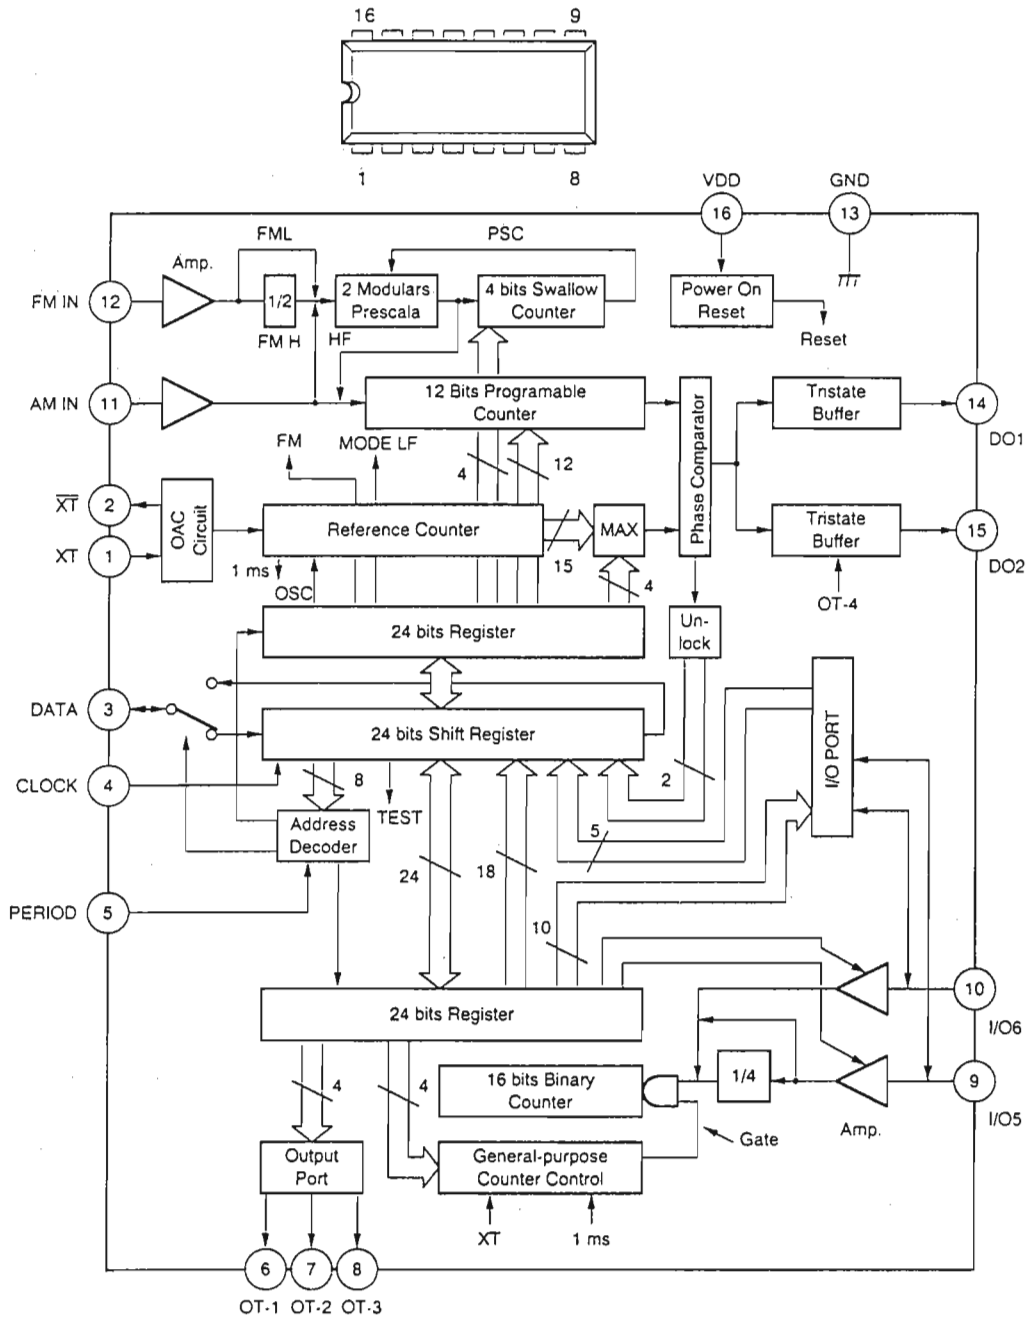 16 9
1 8
VDD GND
16 13
FML PSC
Amp.
FM IN 12 1/2 2 Modulars Prescala 4 bits Swallow Counter Power On Reset
FM H HF Reset
AM IN 11 12 Bits Programable Counter Phase Comparator Tristate Buffer 14
DO1
FM MODE LF 4 12
XT 2 OAC Circuit Reference Counter MAX Tristate Buffer 15
XT 1 DO2
1 ms OSC 15 4 OT-4
24 bits Register Un-lock
DATA 3 24 bits Shift Register I/O PORT
CLOCK 4 8 TEST 2
Address Decoder 5
24 18
PERIOD 5 10
24 bits Register 10
I/O6
4 4 16 bits Binary Counter 1/4 9
I/O5
Amp.
Gate
Output Port General-purpose Counter Control
XT 1 ms
6 7 8
OT-1 OT-2 OT-3